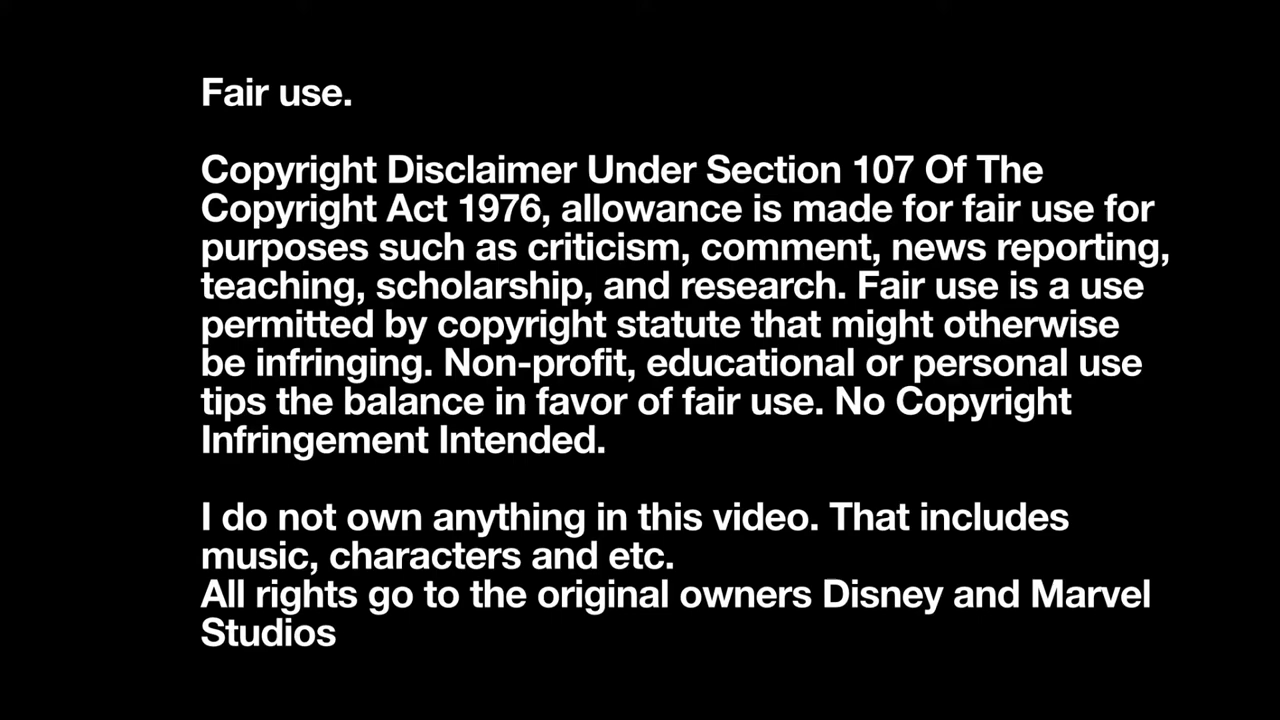 Fair use.
Copyright Disclaimer Under Section 107 Of The
Copyright Act 1976, allowance is made for fair use for
purposes such as criticism, comment, news reporting,
teaching, scholarship, and research. Fair use is a use
permitted by copyright statute that might otherwise
be infringing. Non-profit, educational or personal use
tips the balance in favor of fair use. No Copyright
Infringement Intended.
I do not own anything in this video. That includes
music, characters and etc.
All rights go to the original owners Disney and Marvel
Studios